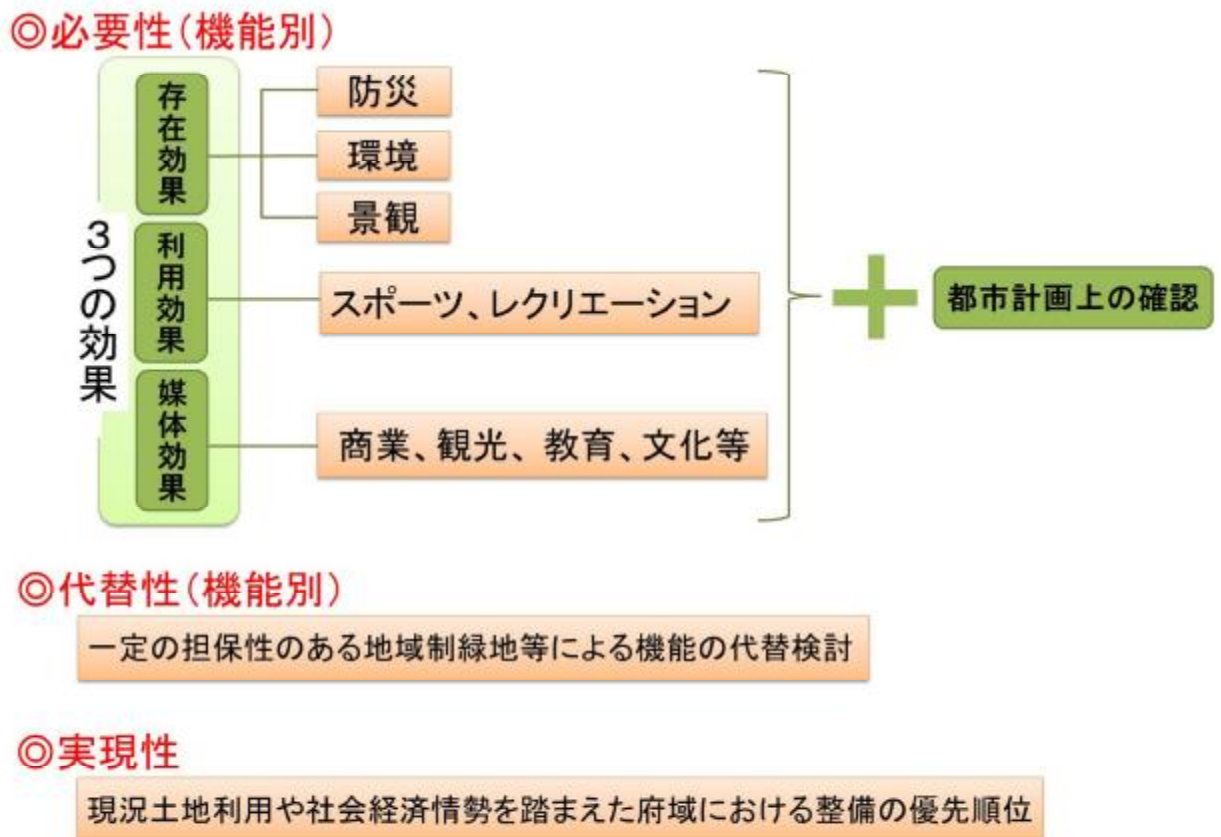 ◎必要性(機能別)
3つの効果
存在効果
防災
環境
景観
利用効果
スポーツ、レクリエーション
媒体効果
商業、観光、教育、文化等
都市計画上の確認
◎代替性(機能別)
一定の担保性のある地域制緑地等による機能の代替検討
◎実現性
現況土地利用や社会経済情勢を踏まえた府域における整備の優先順位